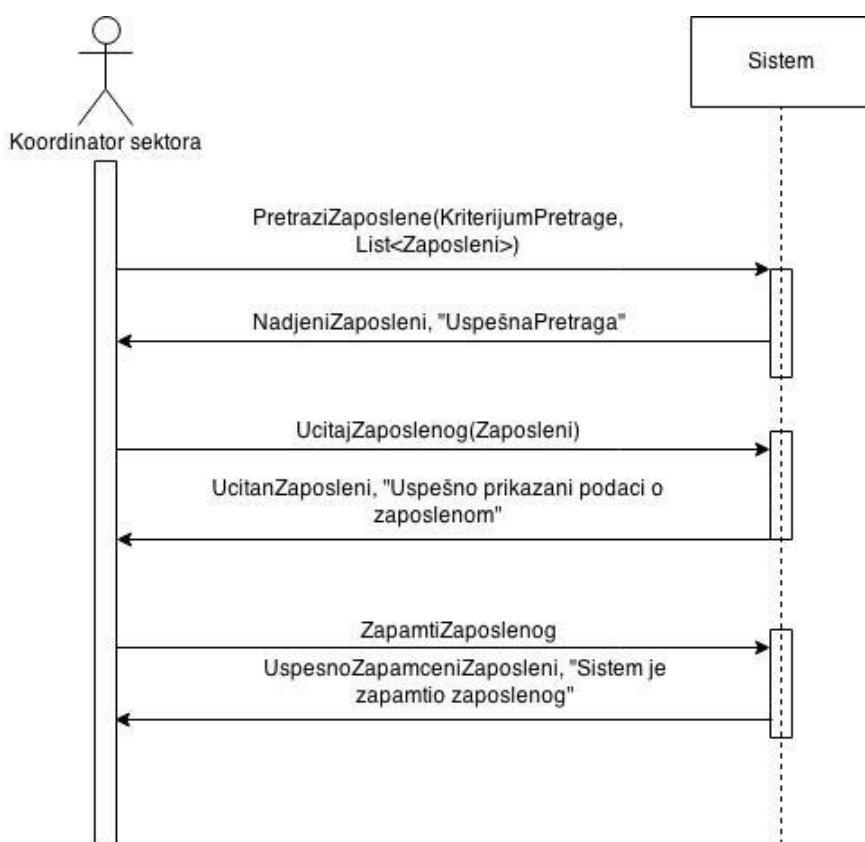 Sistem
Koordinator sektora
PretraziZaposlene(KriterijumPretrage,
List<Zaposleni>)
NadjeniZaposleni, "UspešnaPretraga"
UcitajZaposlenog(Zaposleni)
UcitanZaposleni, "Uspešno prikazani podaci o
zaposlenom"
ZapamtiZaposlenog
UspesnoZapamceniZaposleni, "Sistem je
zapamtio zaposlenog"